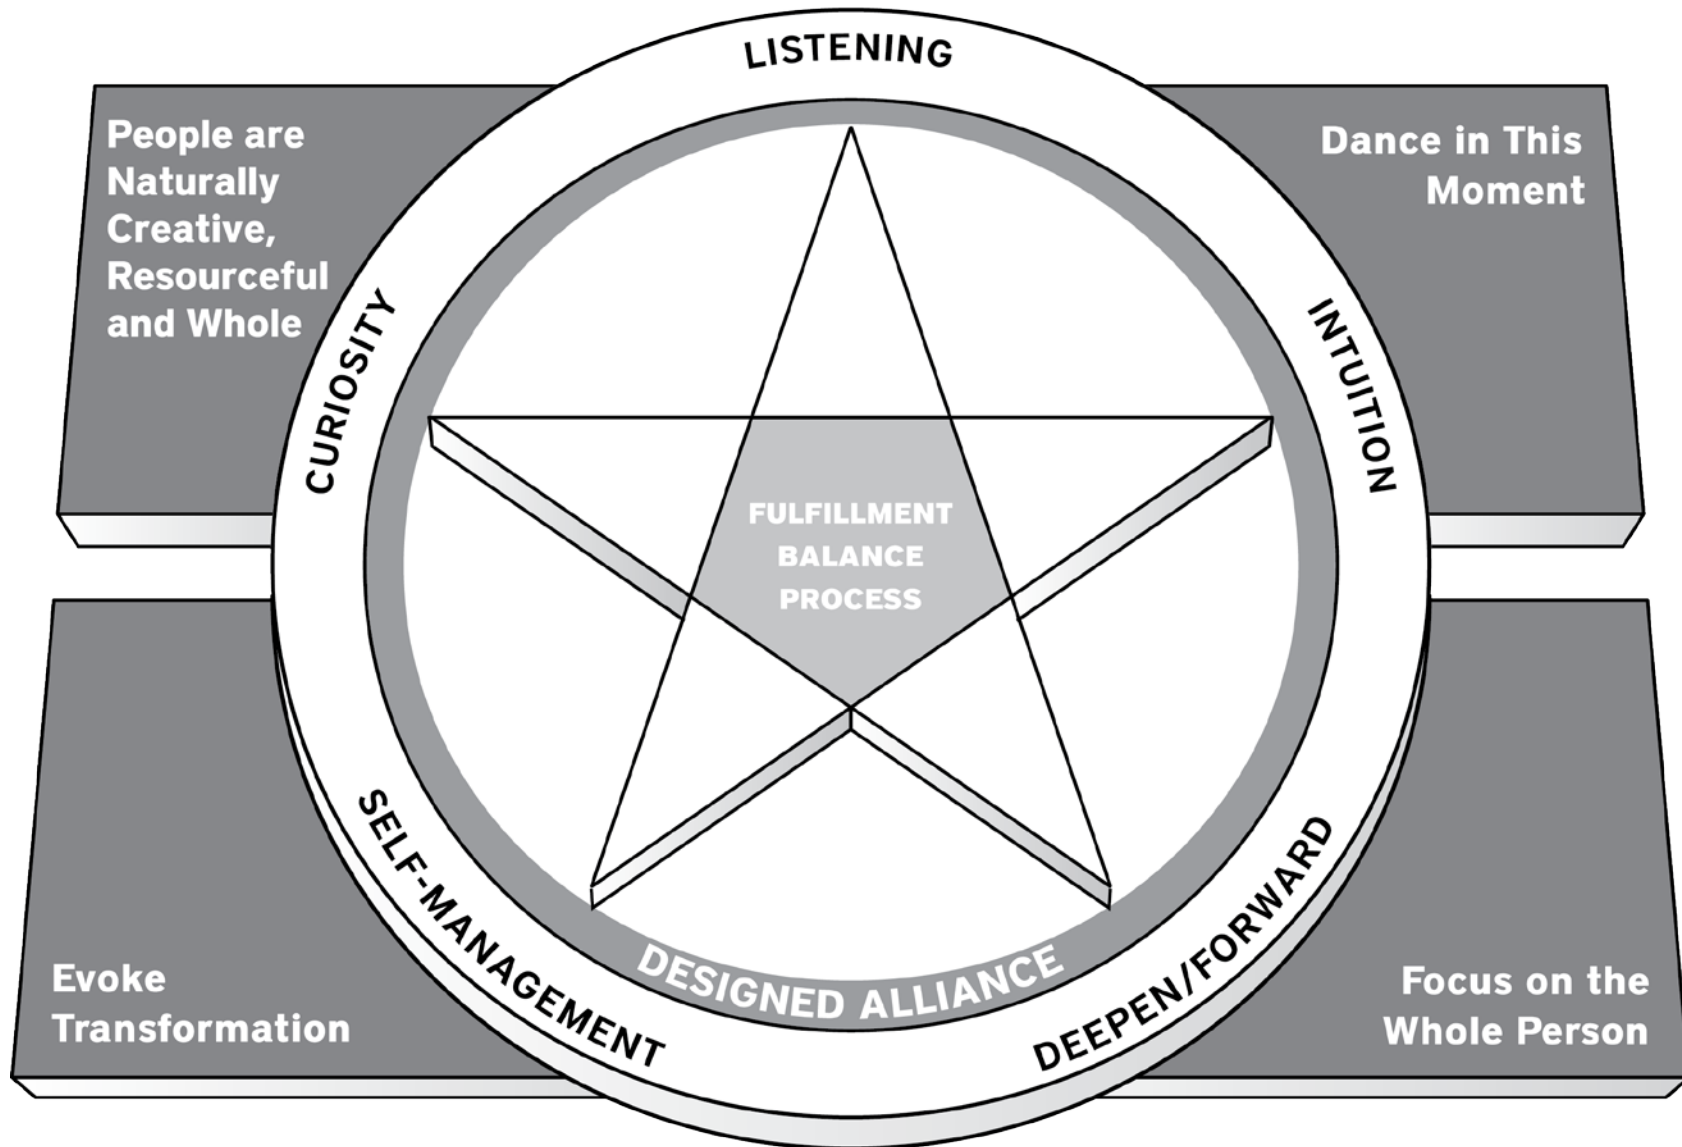 LISTENING
People are
Naturally
Creative,
Resourceful
and Whole
Dance in This
Moment
CURIOSITY
INTUITION
FULFILLMENT
BALANCE
PROCESS
SELF-MANAGEMENT
DEEPEN/FORWARD
DESIGNED ALLIANCE
Evoke
Transformation
Focus on the
Whole Person